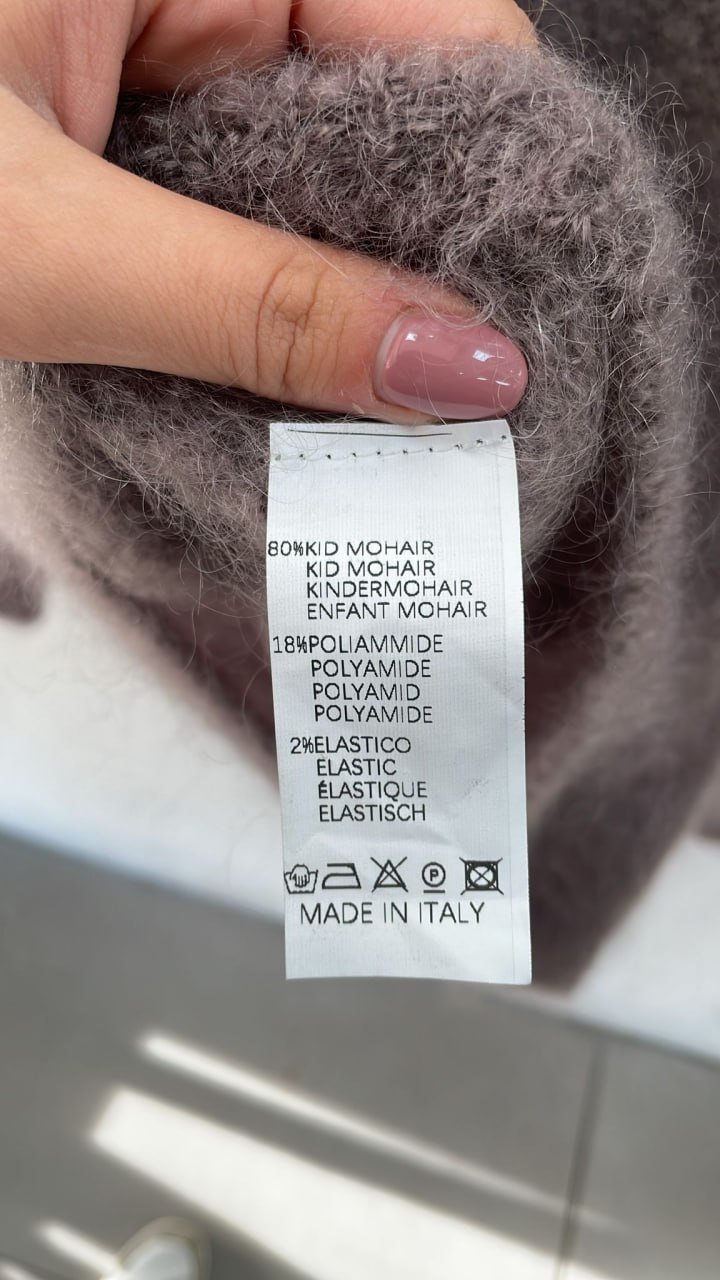 80%KID MOHAIR
KID MOHAIR
KINDERMOHAIR
ENFANT MOHAIR
18%POLIAMMIDE
POLYAMIDE
POLYAMID
POLYAMIDE
2%ELASTICO
ELASTIC
ÉLASTIQUE
ELASTISCH
P
MADE IN ITALY